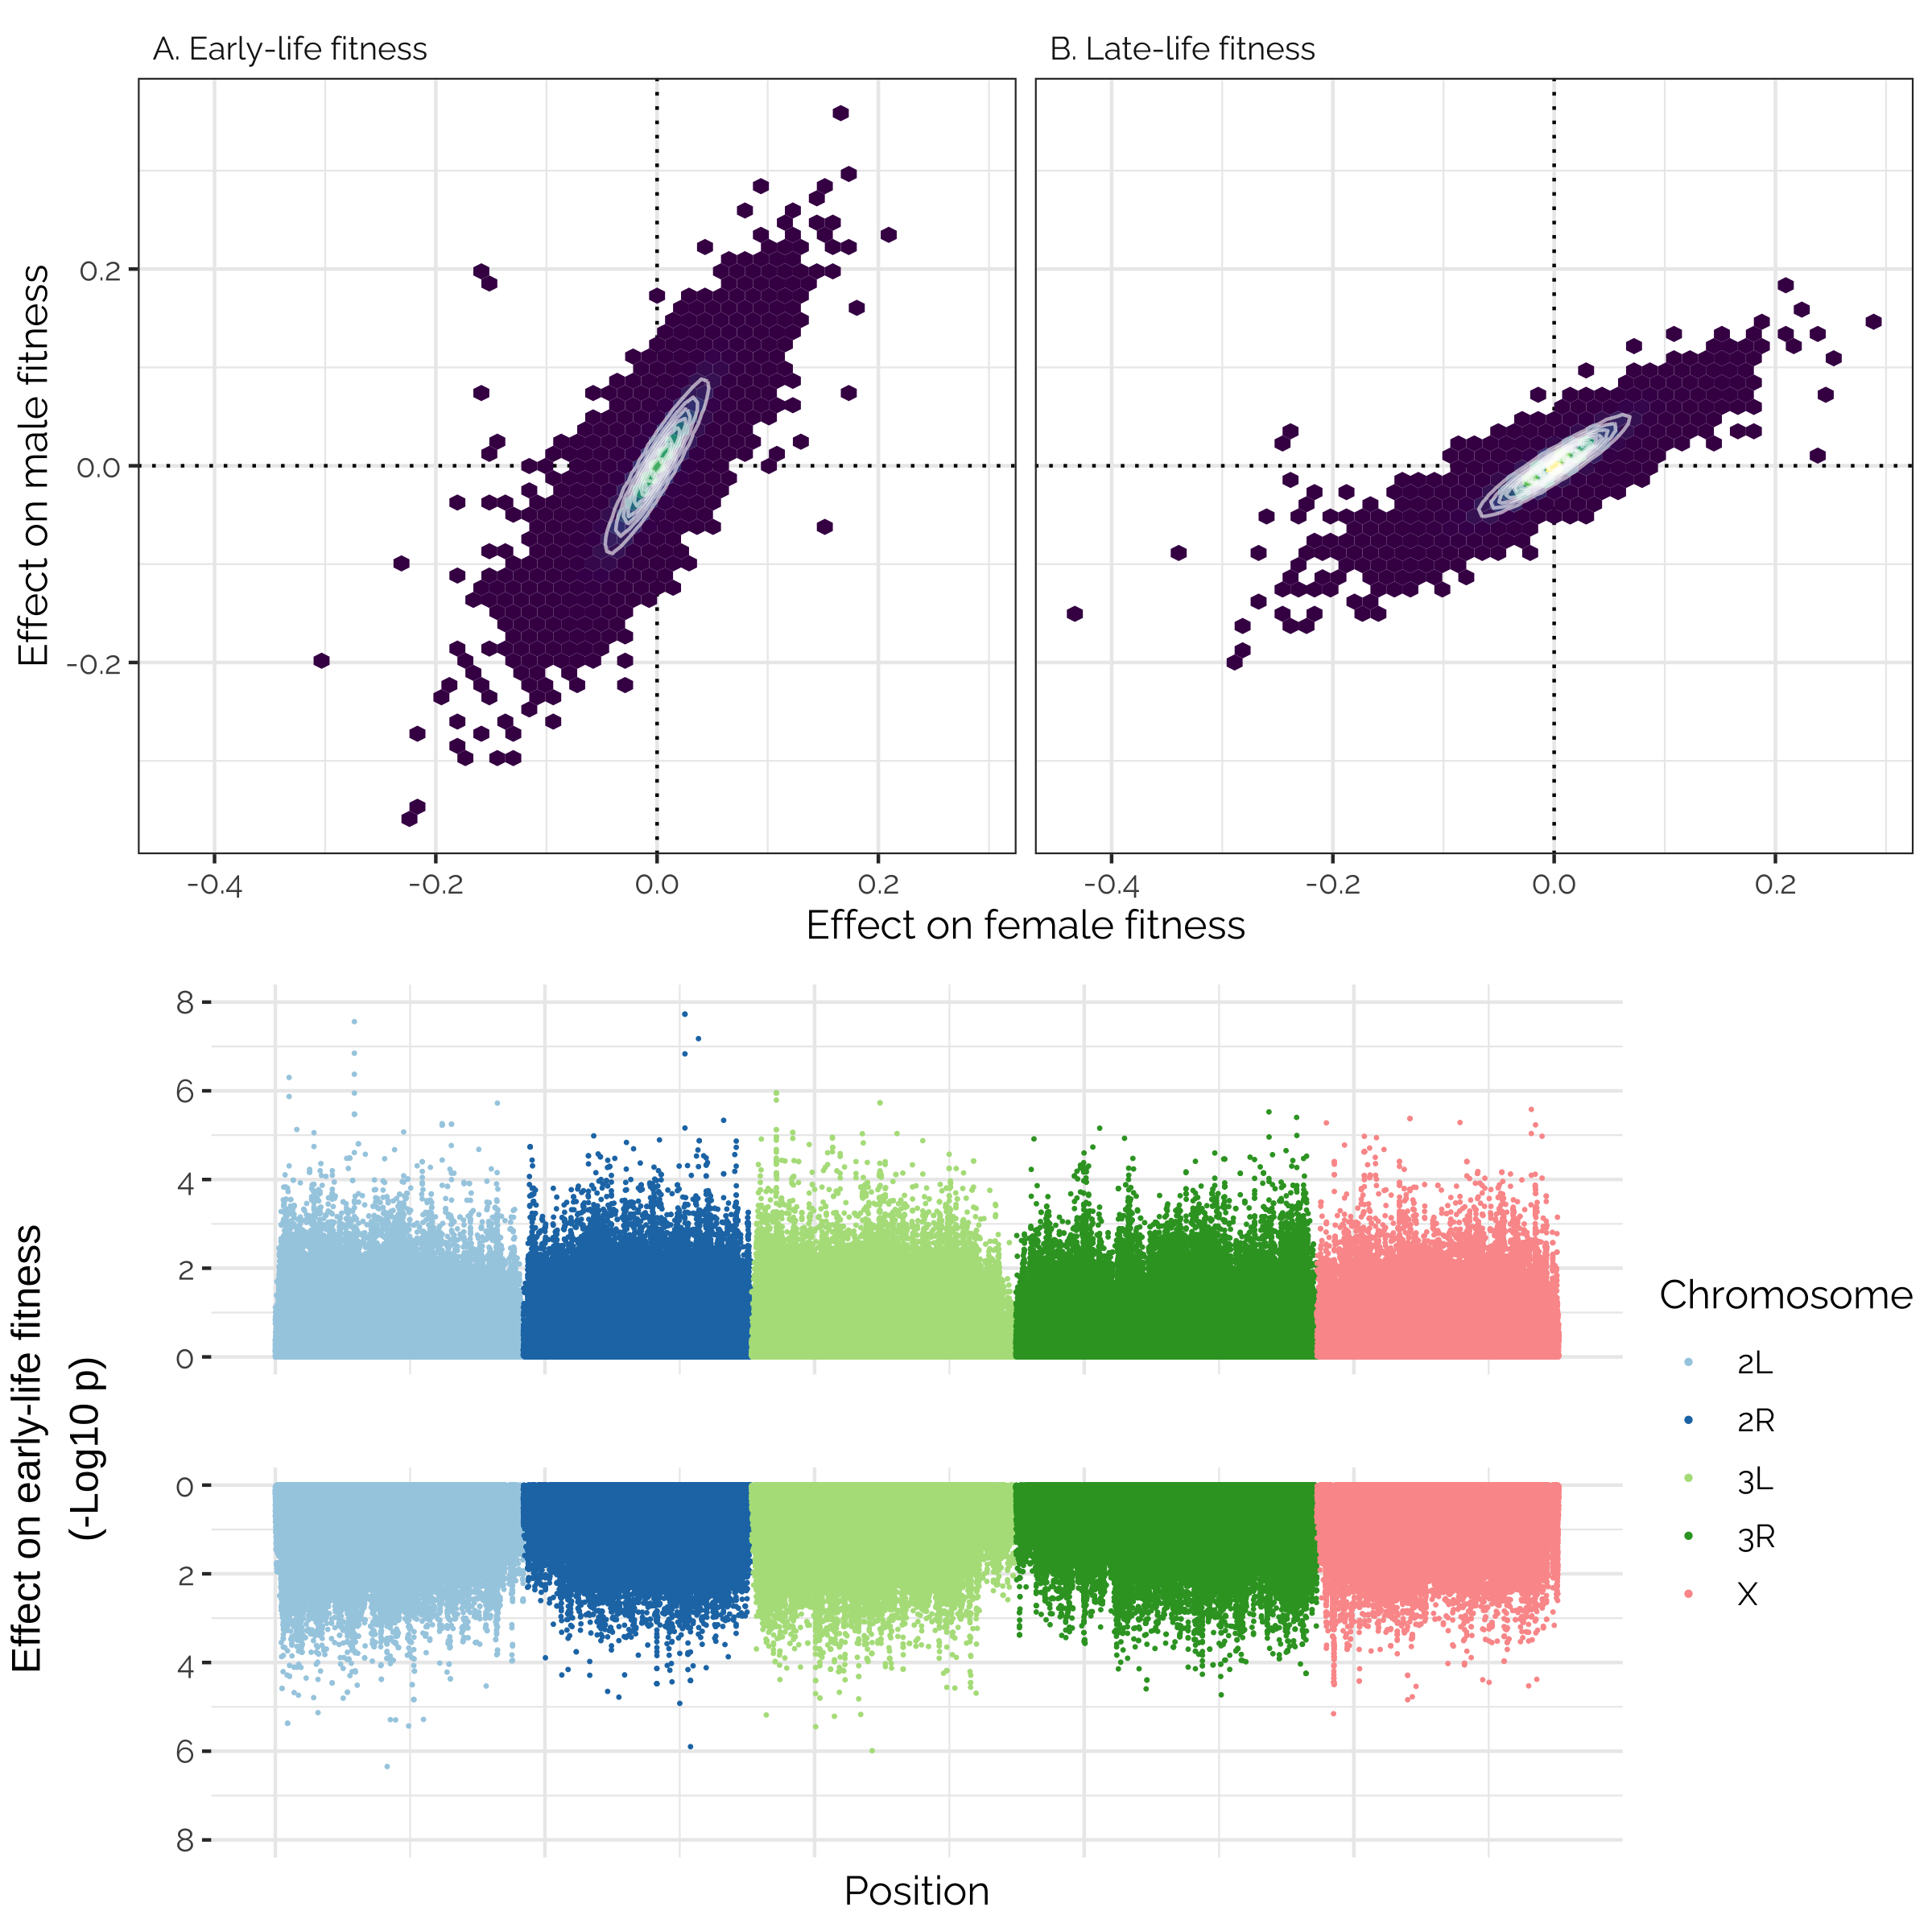 A. Early-life fitness
B. Late-life fitness
Effect on male fitness
0.2
0.0
-0.2
-0.4
-0.2
0.0
0.2
-0.4
-0.2
0.0
0.2
Effect on female fitness
Effect on early-life fitness
(-Log10 p)
8
6
4
2
0
0
2
4
6
8
Position
Chromosome
2L
2R
3L
3R
X